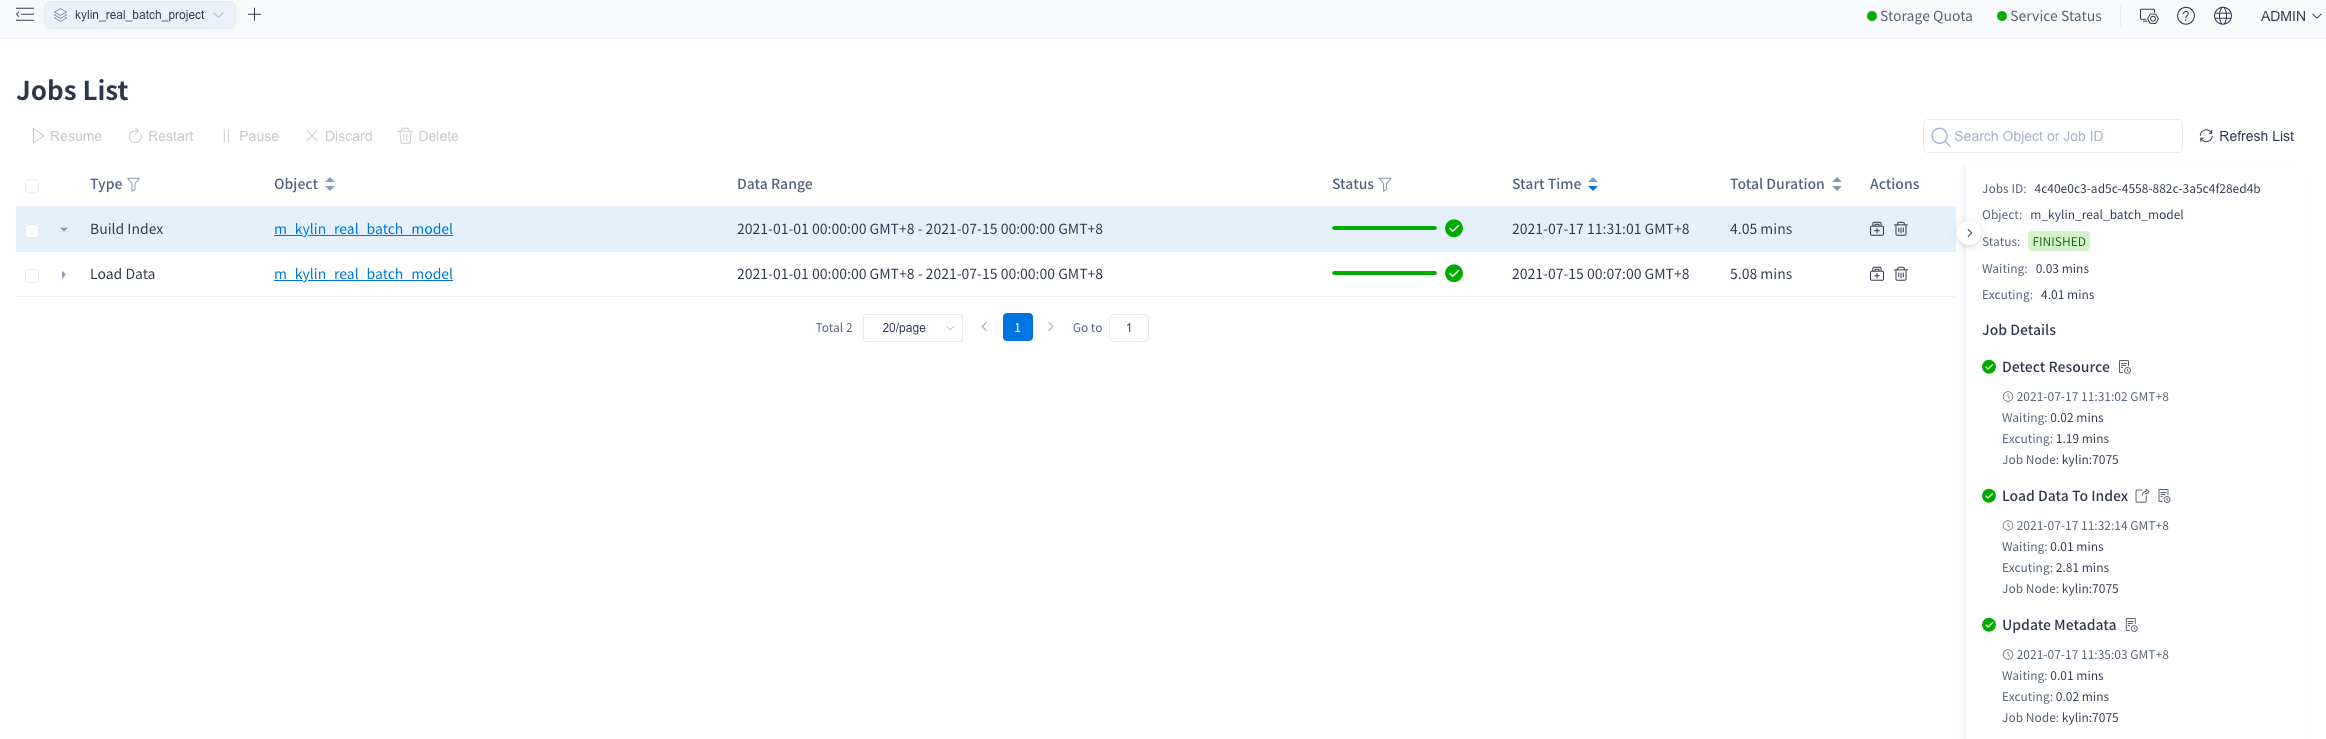 kylin_real_batch_project
Storage Quota Service Status ADMIN
Jobs List
Resume Restart Pause Discard Delete
Search Object or Job ID Refresh List
Type Object Data Range Status Start Time Total Duration Actions
Build Index m_kylin_real_batch_model 2021-01-01 00:00:00 GMT+8 - 2021-07-15 00:00:00 GMT+8 2021-07-17 11:31:01 GMT+8 4.05 mins
Load Data m_kylin_real_batch_model 2021-01-01 00:00:00 GMT+8 - 2021-07-15 00:00:00 GMT+8 2021-07-15 00:07:00 GMT+8 5.08 mins
Total 2 20/page 1 Go to 1
Jobs ID: 4c40e0c3-ad5c-4558-882c-3a5c4f28ed4b
Object: m_kylin_real_batch_model
Status: FINISHED
Waiting: 0.03 mins
Excuting: 4.01 mins
Job Details
Detect Resource
2021-07-17 11:31:02 GMT+8
Waiting: 0.02 mins
Excuting: 1.19 mins
Job Node: kylin:7075
Load Data To Index
2021-07-17 11:32:14 GMT+8
Waiting: 0.01 mins
Excuting: 2.81 mins
Job Node: kylin:7075
Update Metadata
2021-07-17 11:35:03 GMT+8
Waiting: 0.01 mins
Excuting: 0.02 mins
Job Node: kylin:7075